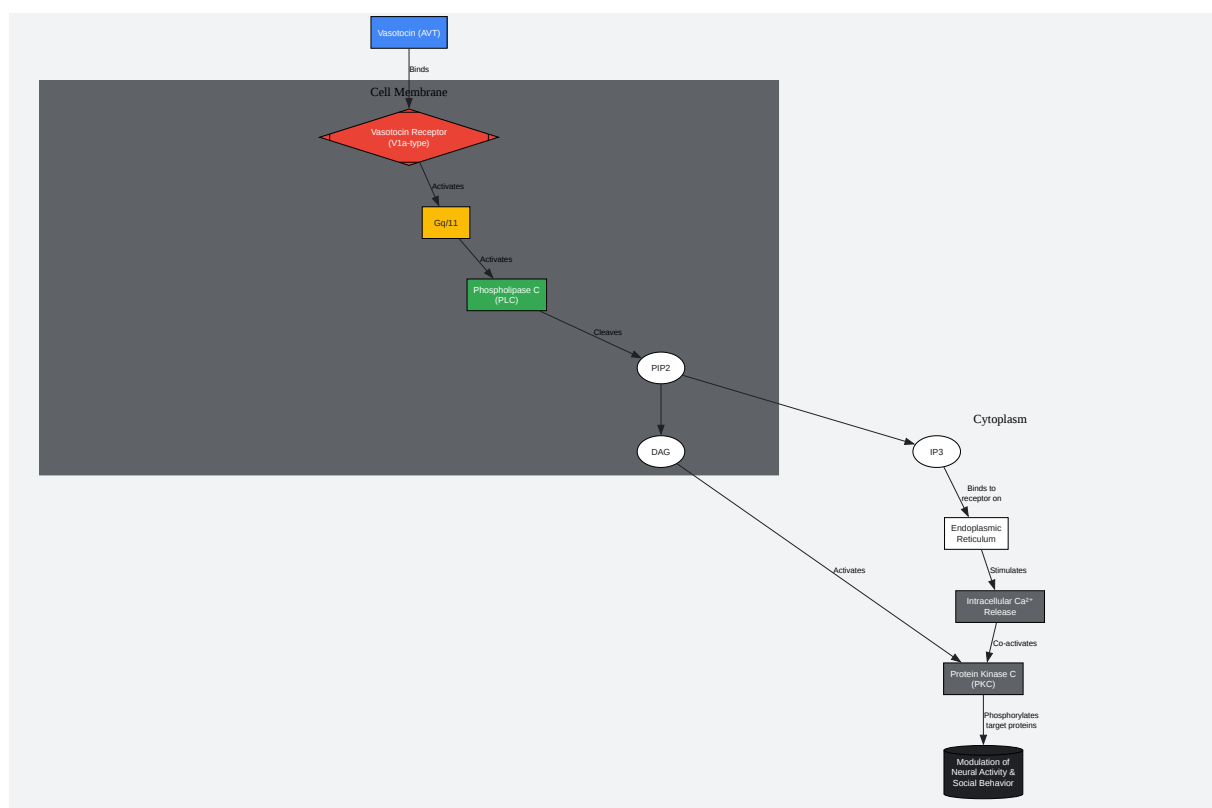 Vasotocin (AVT)
Binds
Cell Membrane
Vasotocin Receptor
(V1a-type)
Activates
Gq/11
Activates
Phospholipase C
(PLC)
Cleaves
PIP2
Cytoplasm
DAG
IP3
Binds to
receptor on
Endoplasmic
Reticulum
Activates
Stimulates
Intracellular Ca²⁺
Release
Co-activates
Protein Kinase C
(PKC)
Phosphorylates
target proteins
Modulation of
Neural Activity &
Social Behavior